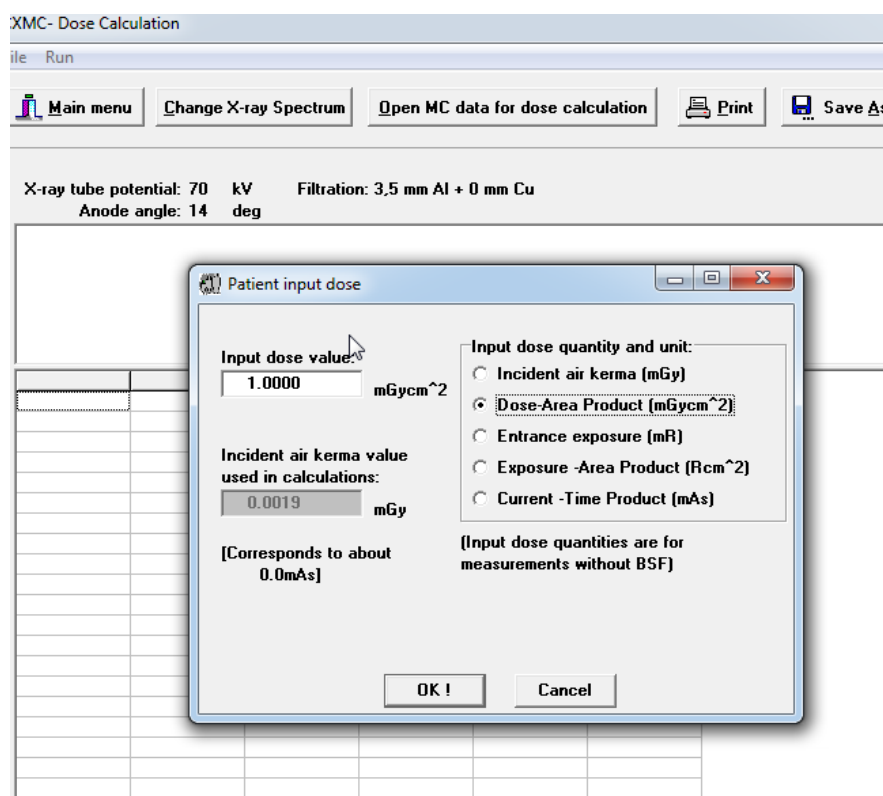 XMC- Dose Calculation
ile Run
Main menu Change X-ray Spectrum Open MC data for dose calculation Print Save As
X-ray tube potential: 70 kV Filtration: 3,5 mm Al + 0 mm Cu
Anode angle: 14 deg
Patient input dose
Input dose value:
1.0000 mGycm^2
Incident air kerma value
used in calculations:
0.0019 mGy
[Corresponds to about
0.0mAs]
Input dose quantity and unit:
Incident air kerma (mGy)
Dose-Area Product (mGycm^2)
Entrance exposure (mR)
Exposure -Area Product (Rcm^2)
Current -Time Product (mAs)
(Input dose quantities are for
measurements without BSF)
OK ! Cancel